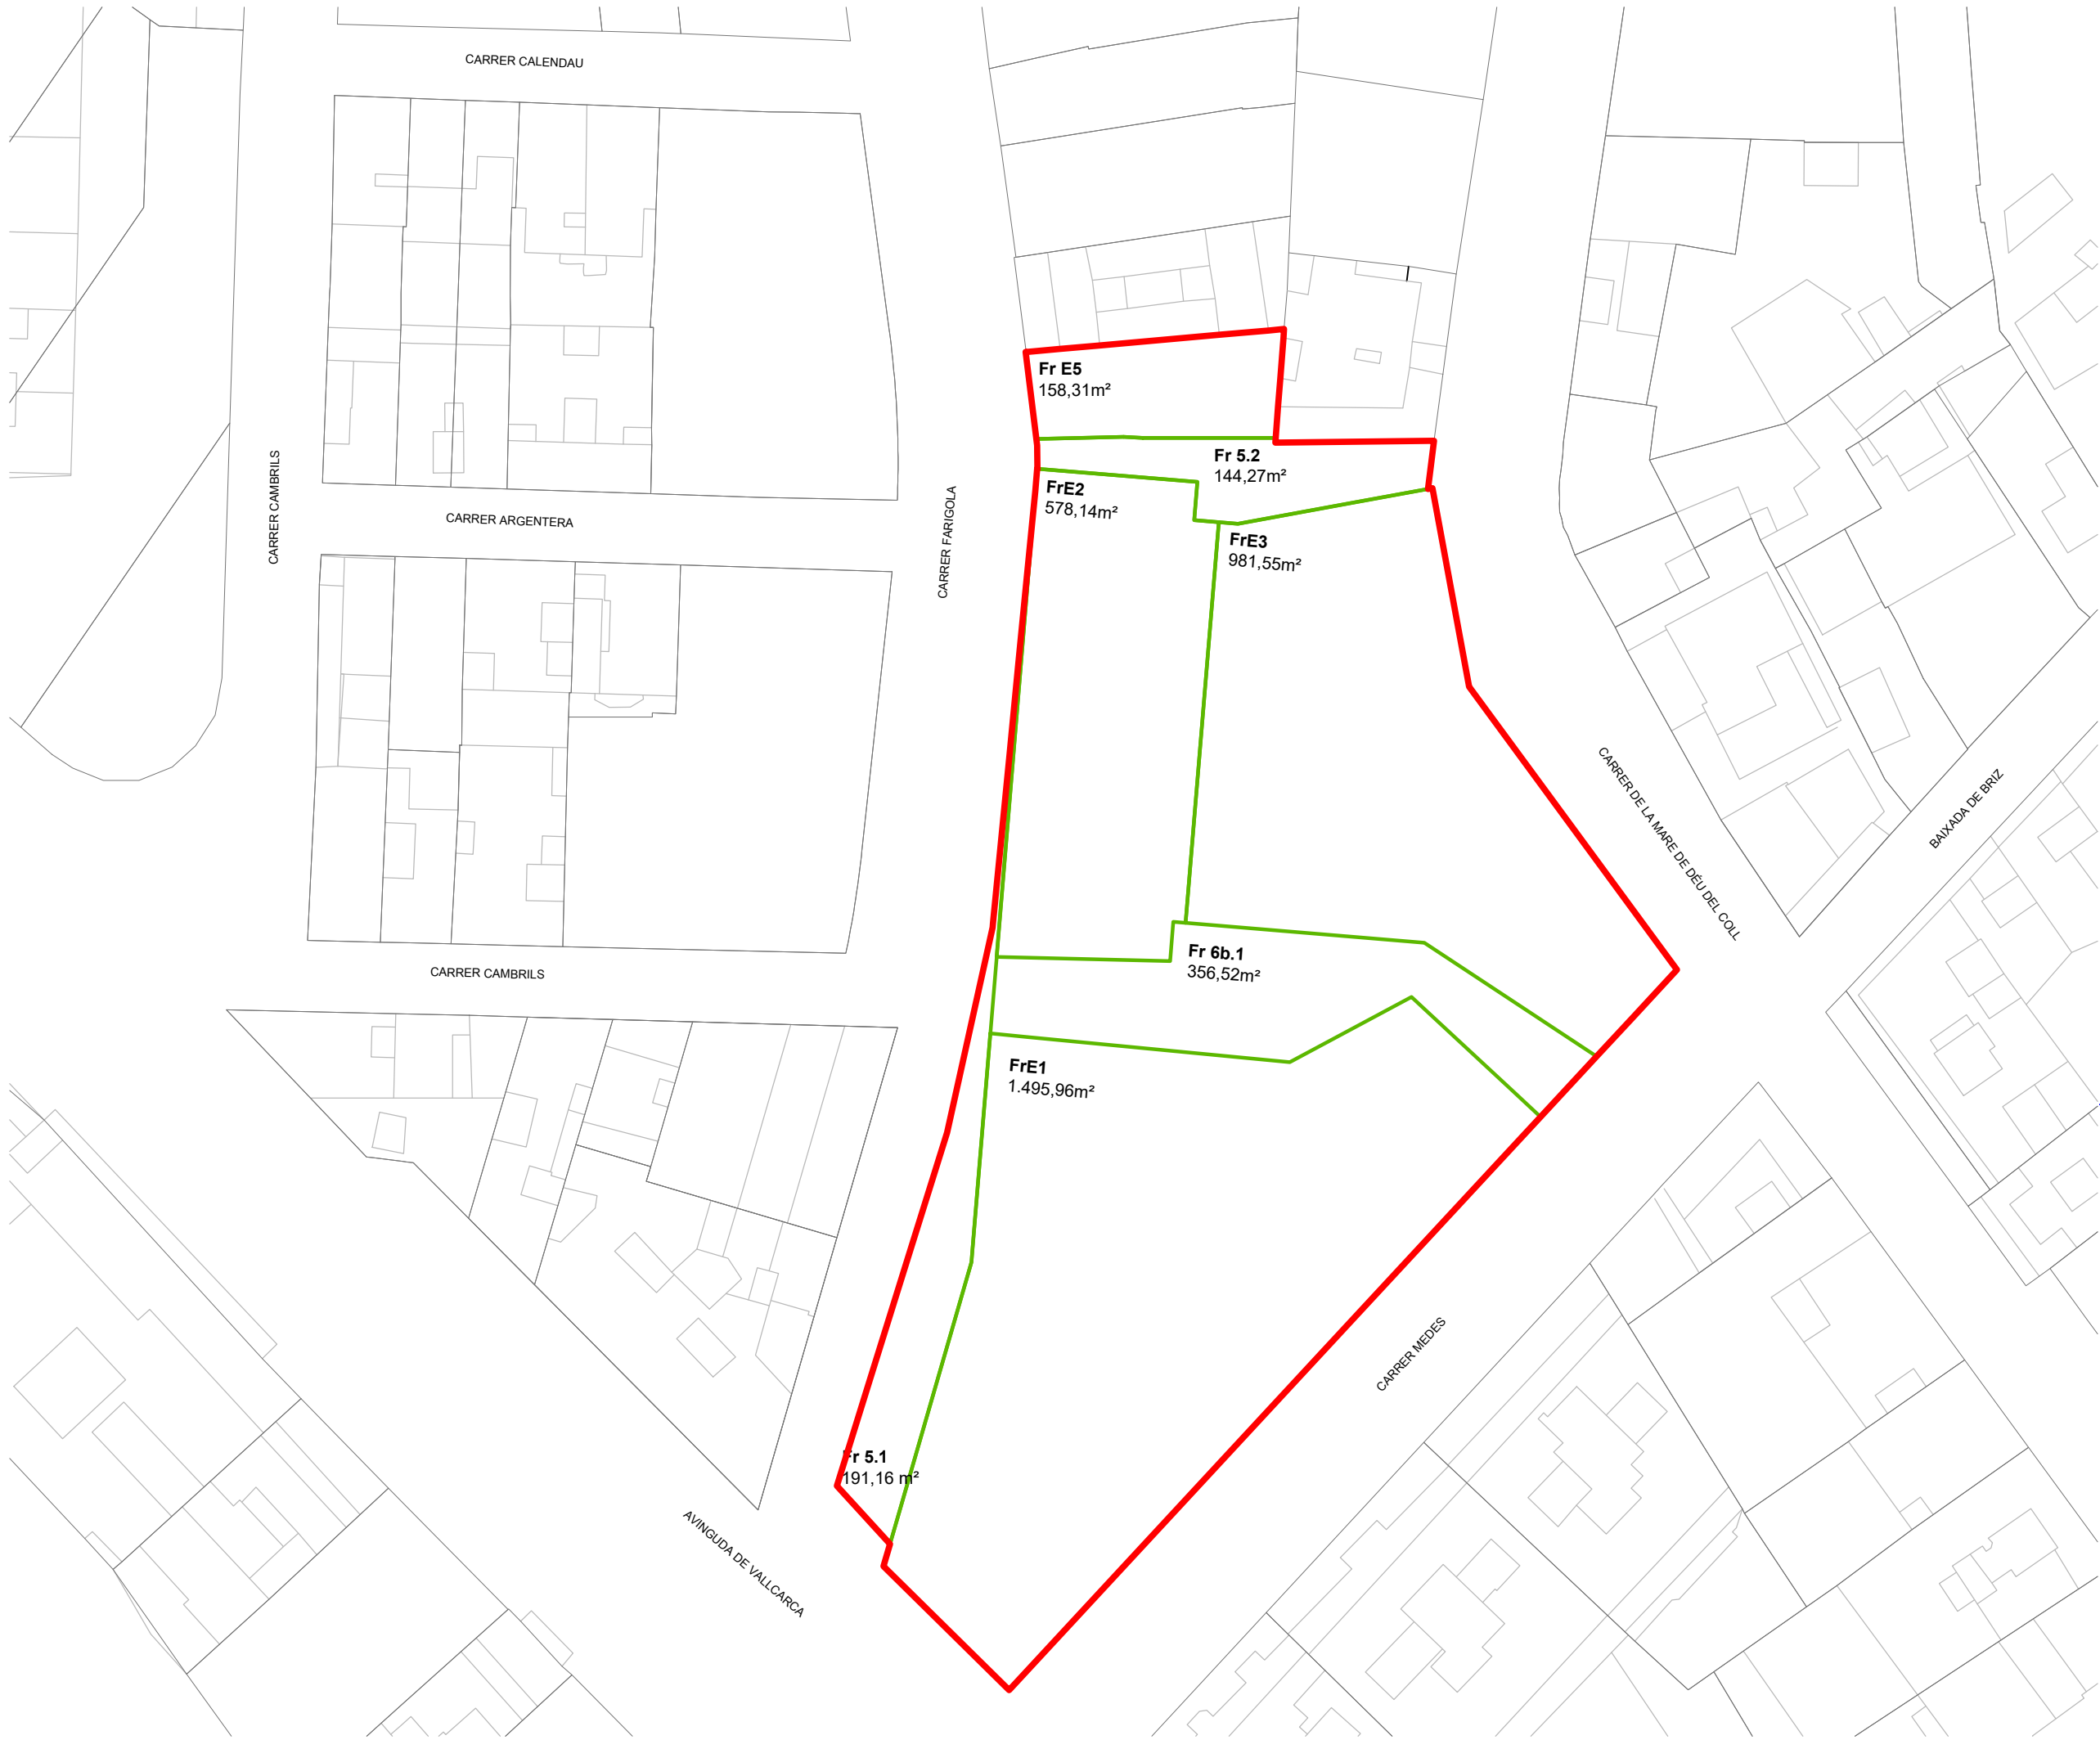 CARRER CALENDAU
Fr E5
158,31m²
Fr 5.2
144,27m²
CARRER CAMBRILS
CARRER ARGENTERA
CARRER FARIGOLA
FrE2
578,14m²
FrE3
981,55m²
CARRER DE LA MARE DE DÉU DEL COLL
BAIXADA DE BRIZ
Fr 6b.1
356,52m²
CARRER CAMBRILS
FrE1
1.495,96m²
CARRER MEDES
Fr 5.1
191,16 m²
AVINGUDA DE VALLCARCA